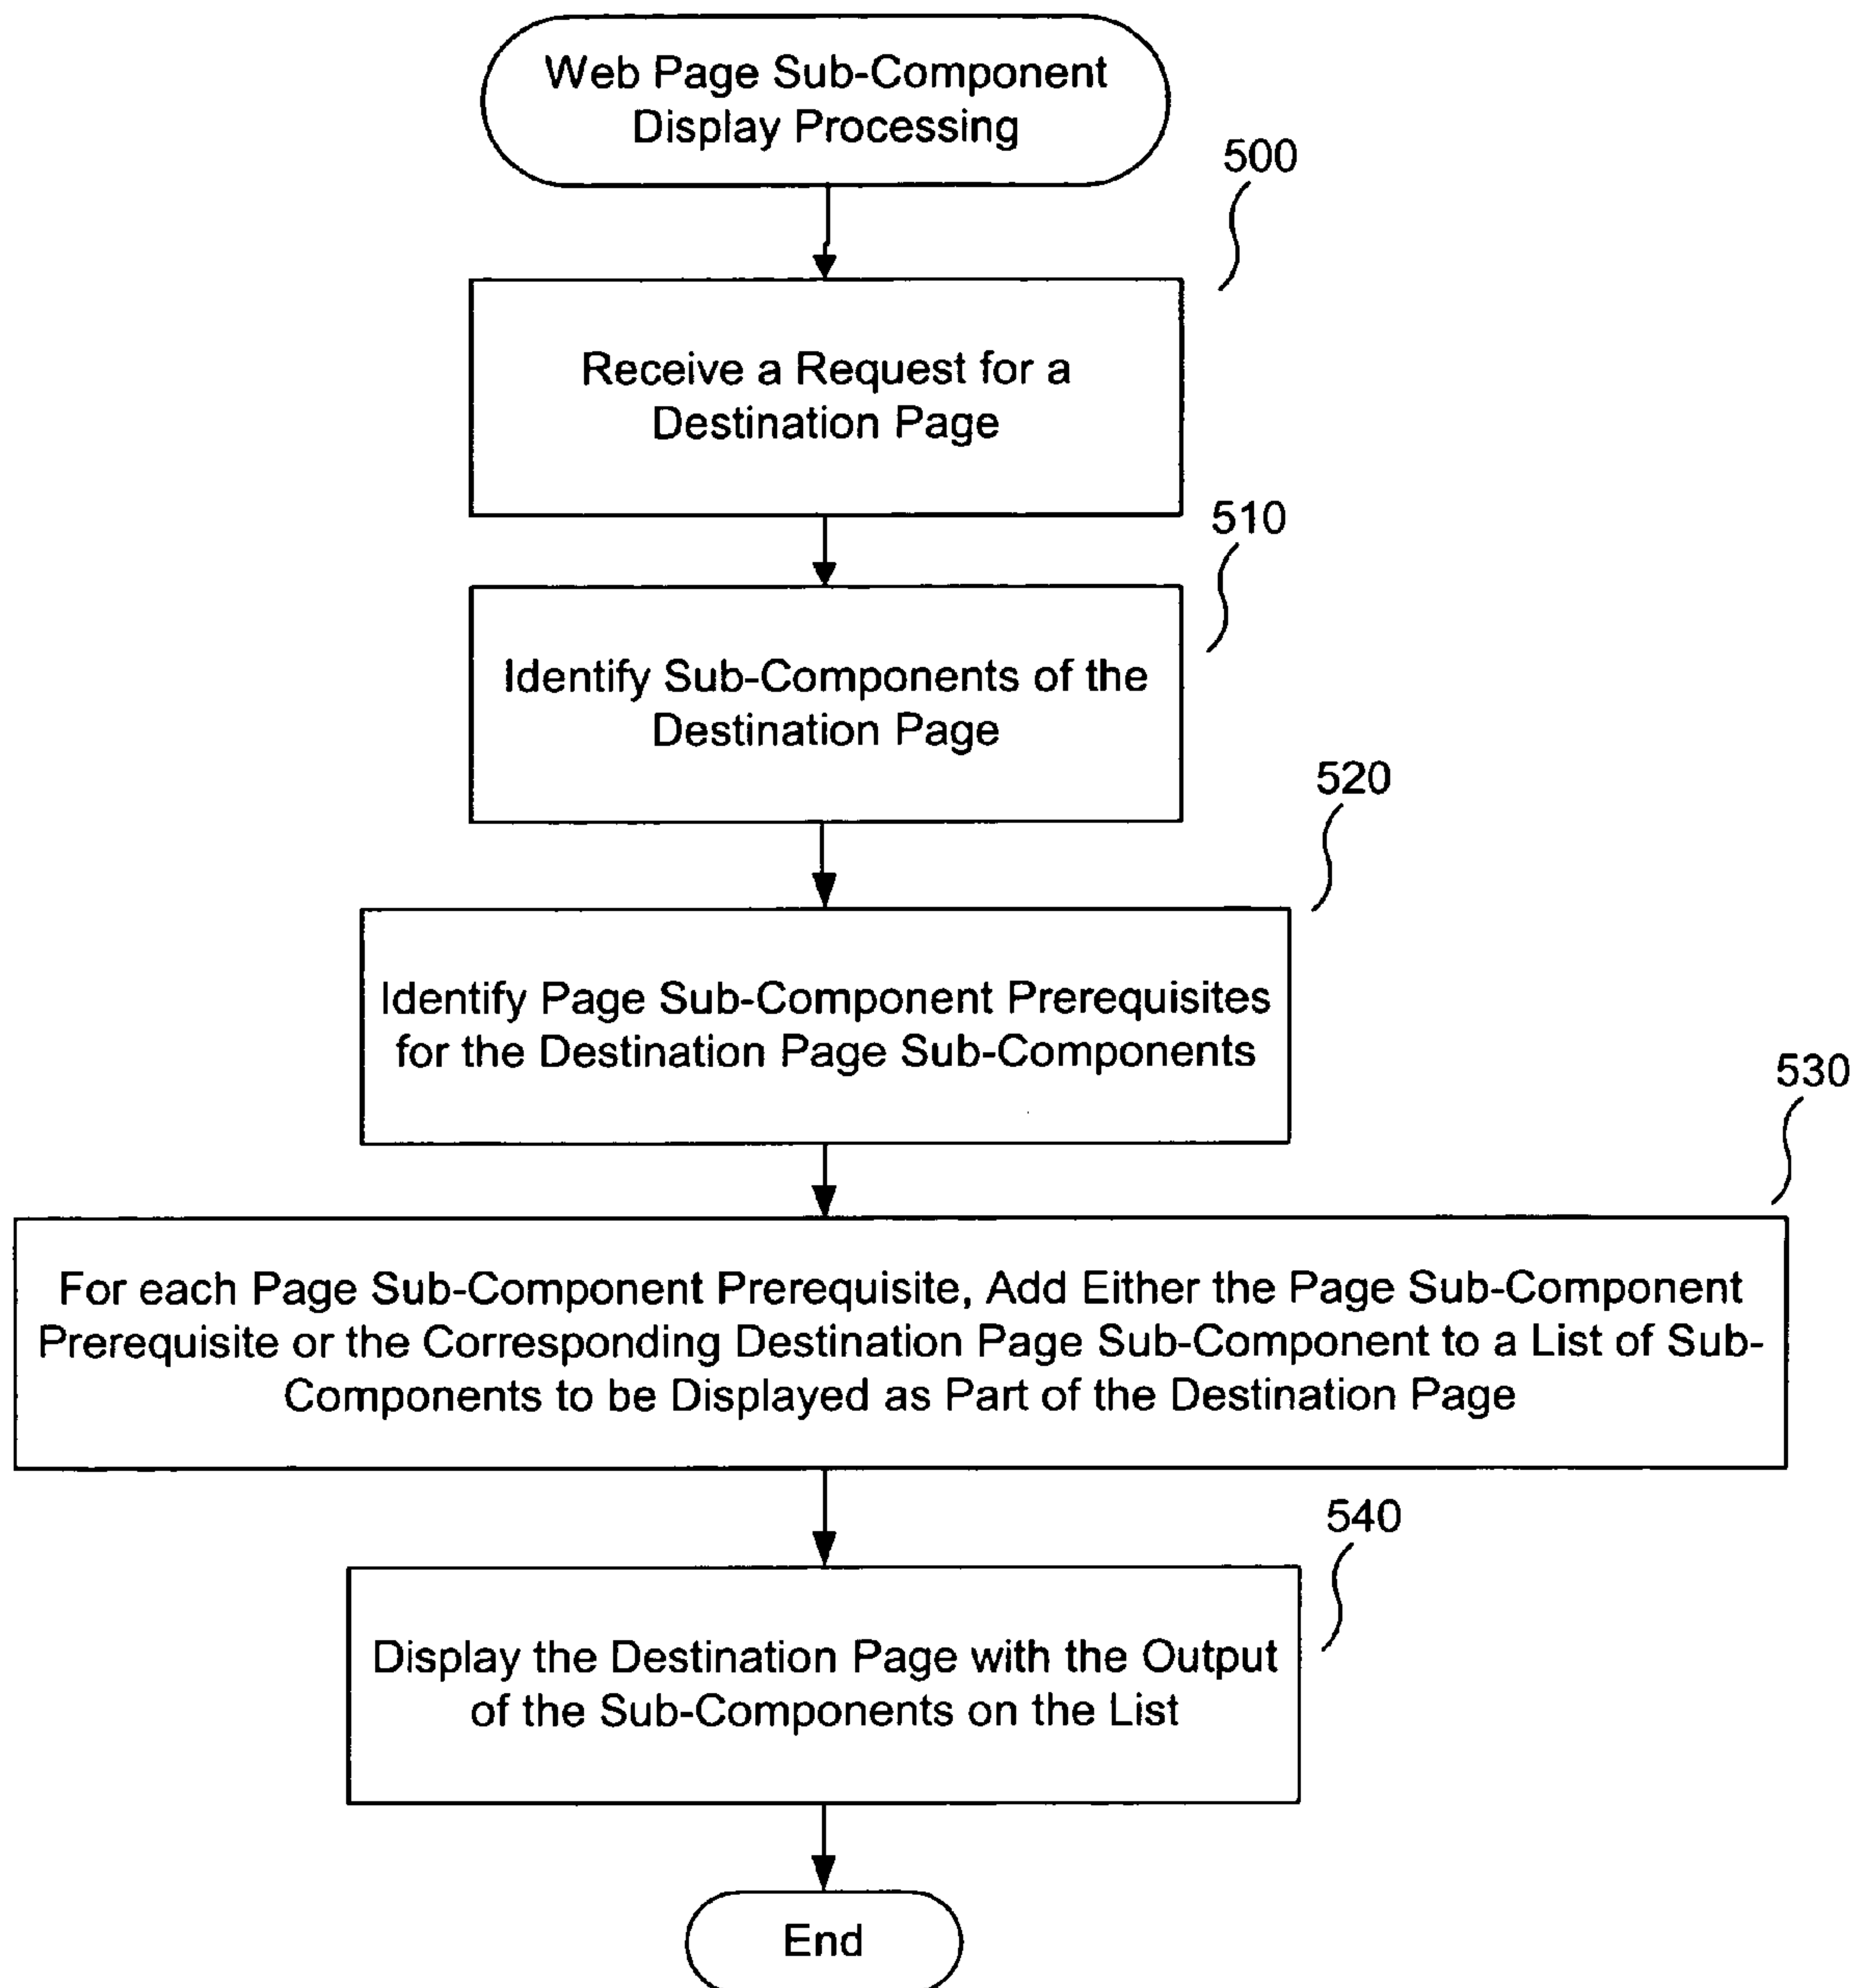 Web Page Sub-Component
Display Processing
500
Receive a Request for a
Destination Page
510
Identify Sub-Components of the
Destination Page
520
Identify Page Sub-Component Prerequisites
for the Destination Page Sub-Components
530
For each Page Sub-Component Prerequisite, Add Either the Page Sub-Component
Prerequisite or the Corresponding Destination Page Sub-Component to a List of Sub-
Components to be Displayed as Part of the Destination Page
540
Display the Destination Page with the Output
of the Sub-Components on the List
End